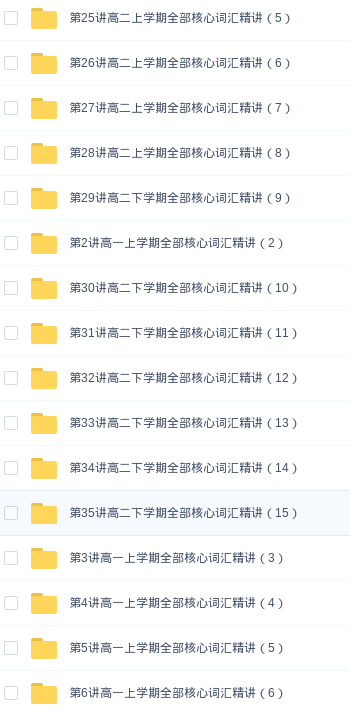 第25讲高二上学期全部核心词汇精讲（5）
第26讲高二上学期全部核心词汇精讲（6）
第27讲高二上学期全部核心词汇精讲（7）
第28讲高二上学期全部核心词汇精讲（8）
第29讲高二下学期全部核心词汇精讲（9）
第2讲高一上学期全部核心词汇精讲（2）
第30讲高二下学期全部核心词汇精讲（10）
第31讲高二下学期全部核心词汇精讲（11）
第32讲高二下学期全部核心词汇精讲（12）
第33讲高二下学期全部核心词汇精讲（13）
第34讲高二下学期全部核心词汇精讲（14）
第35讲高二下学期全部核心词汇精讲（15）
第3讲高一上学期全部核心词汇精讲（3）
第4讲高一上学期全部核心词汇精讲（4）
第5讲高一上学期全部核心词汇精讲（5）
第6讲高一上学期全部核心词汇精讲（6）